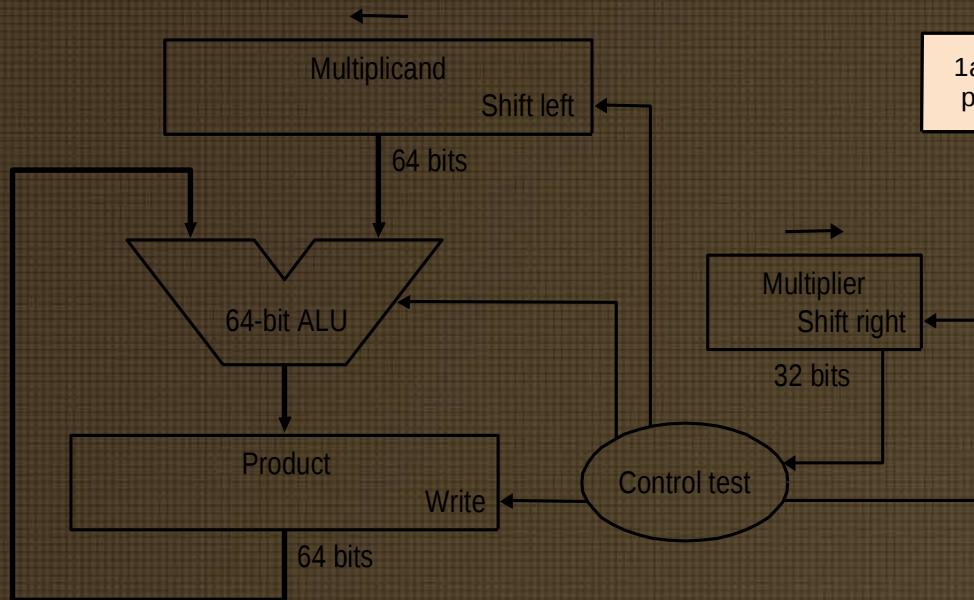 Multiplicand
Shift left
64 bits
64-bit ALU
Multiplier
Shift right
32 bits
Product
Write
64 bits
Control test